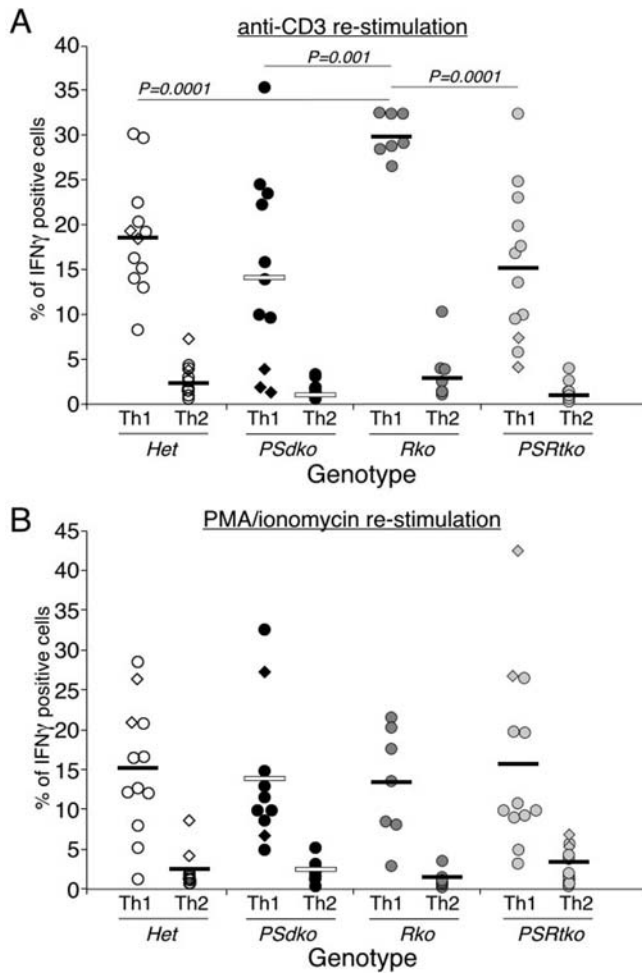 A
anti-CD3 re-stimulation
40
35
30
25
20
15
10
5
0
% of IFNγ positive cells
P=0.001
P=0.0001
P=0.0001
Th1 Th2 Th1 Th2 Th1 Th2 Th1 Th2
Het PSdko Rko PSRtko
Genotype
B
PMA/ionomycin re-stimulation
45
40
35
30
25
20
15
10
5
0
% of IFNγ positive cells
Th1 Th2 Th1 Th2 Th1 Th2 Th1 Th2
Het PSdko Rko PSRtko
Genotype